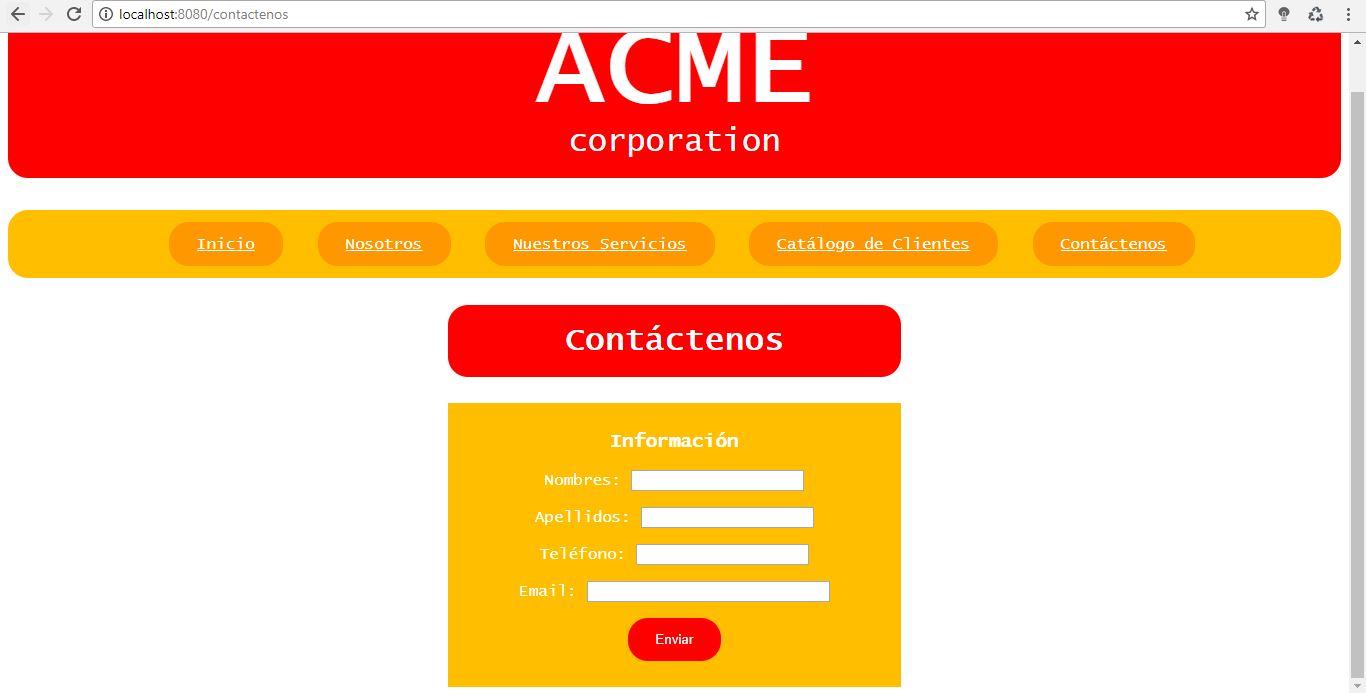 localhost:8080/contactenos
ACME
corporation
Inicio Nosotros Nuestros Servicios Catálogo de Clientes Contáctenos
Contáctenos
Información
Nombres:
Apellidos:
Teléfono:
Email:
Enviar